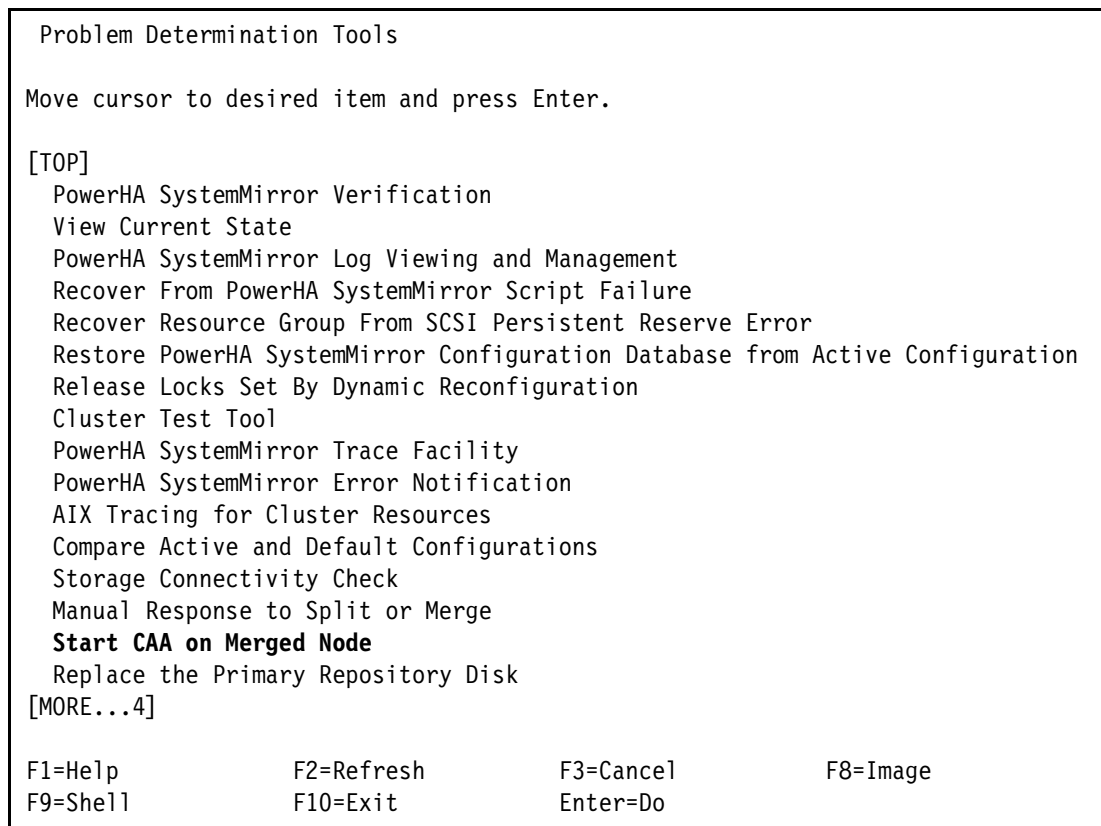 Problem Determination Tools
Move cursor to desired item and press Enter.
[TOP]
PowerHA SystemMirror Verification
View Current State
PowerHA SystemMirror Log Viewing and Management
Recover From PowerHA SystemMirror Script Failure
Recover Resource Group From SCSI Persistent Reserve Error
Restore PowerHA SystemMirror Configuration Database from Active Configuration
Release Locks Set By Dynamic Reconfiguration
Cluster Test Tool
PowerHA SystemMirror Trace Facility
PowerHA SystemMirror Error Notification
AIX Tracing for Cluster Resources
Compare Active and Default Configurations
Storage Connectivity Check
Manual Response to Split or Merge
Start CAA on Merged Node
Replace the Primary Repository Disk
[MORE...4]
F1=Help F2=Refresh F3=Cancel F8=Image
F9=Shell F10=Exit Enter=Do